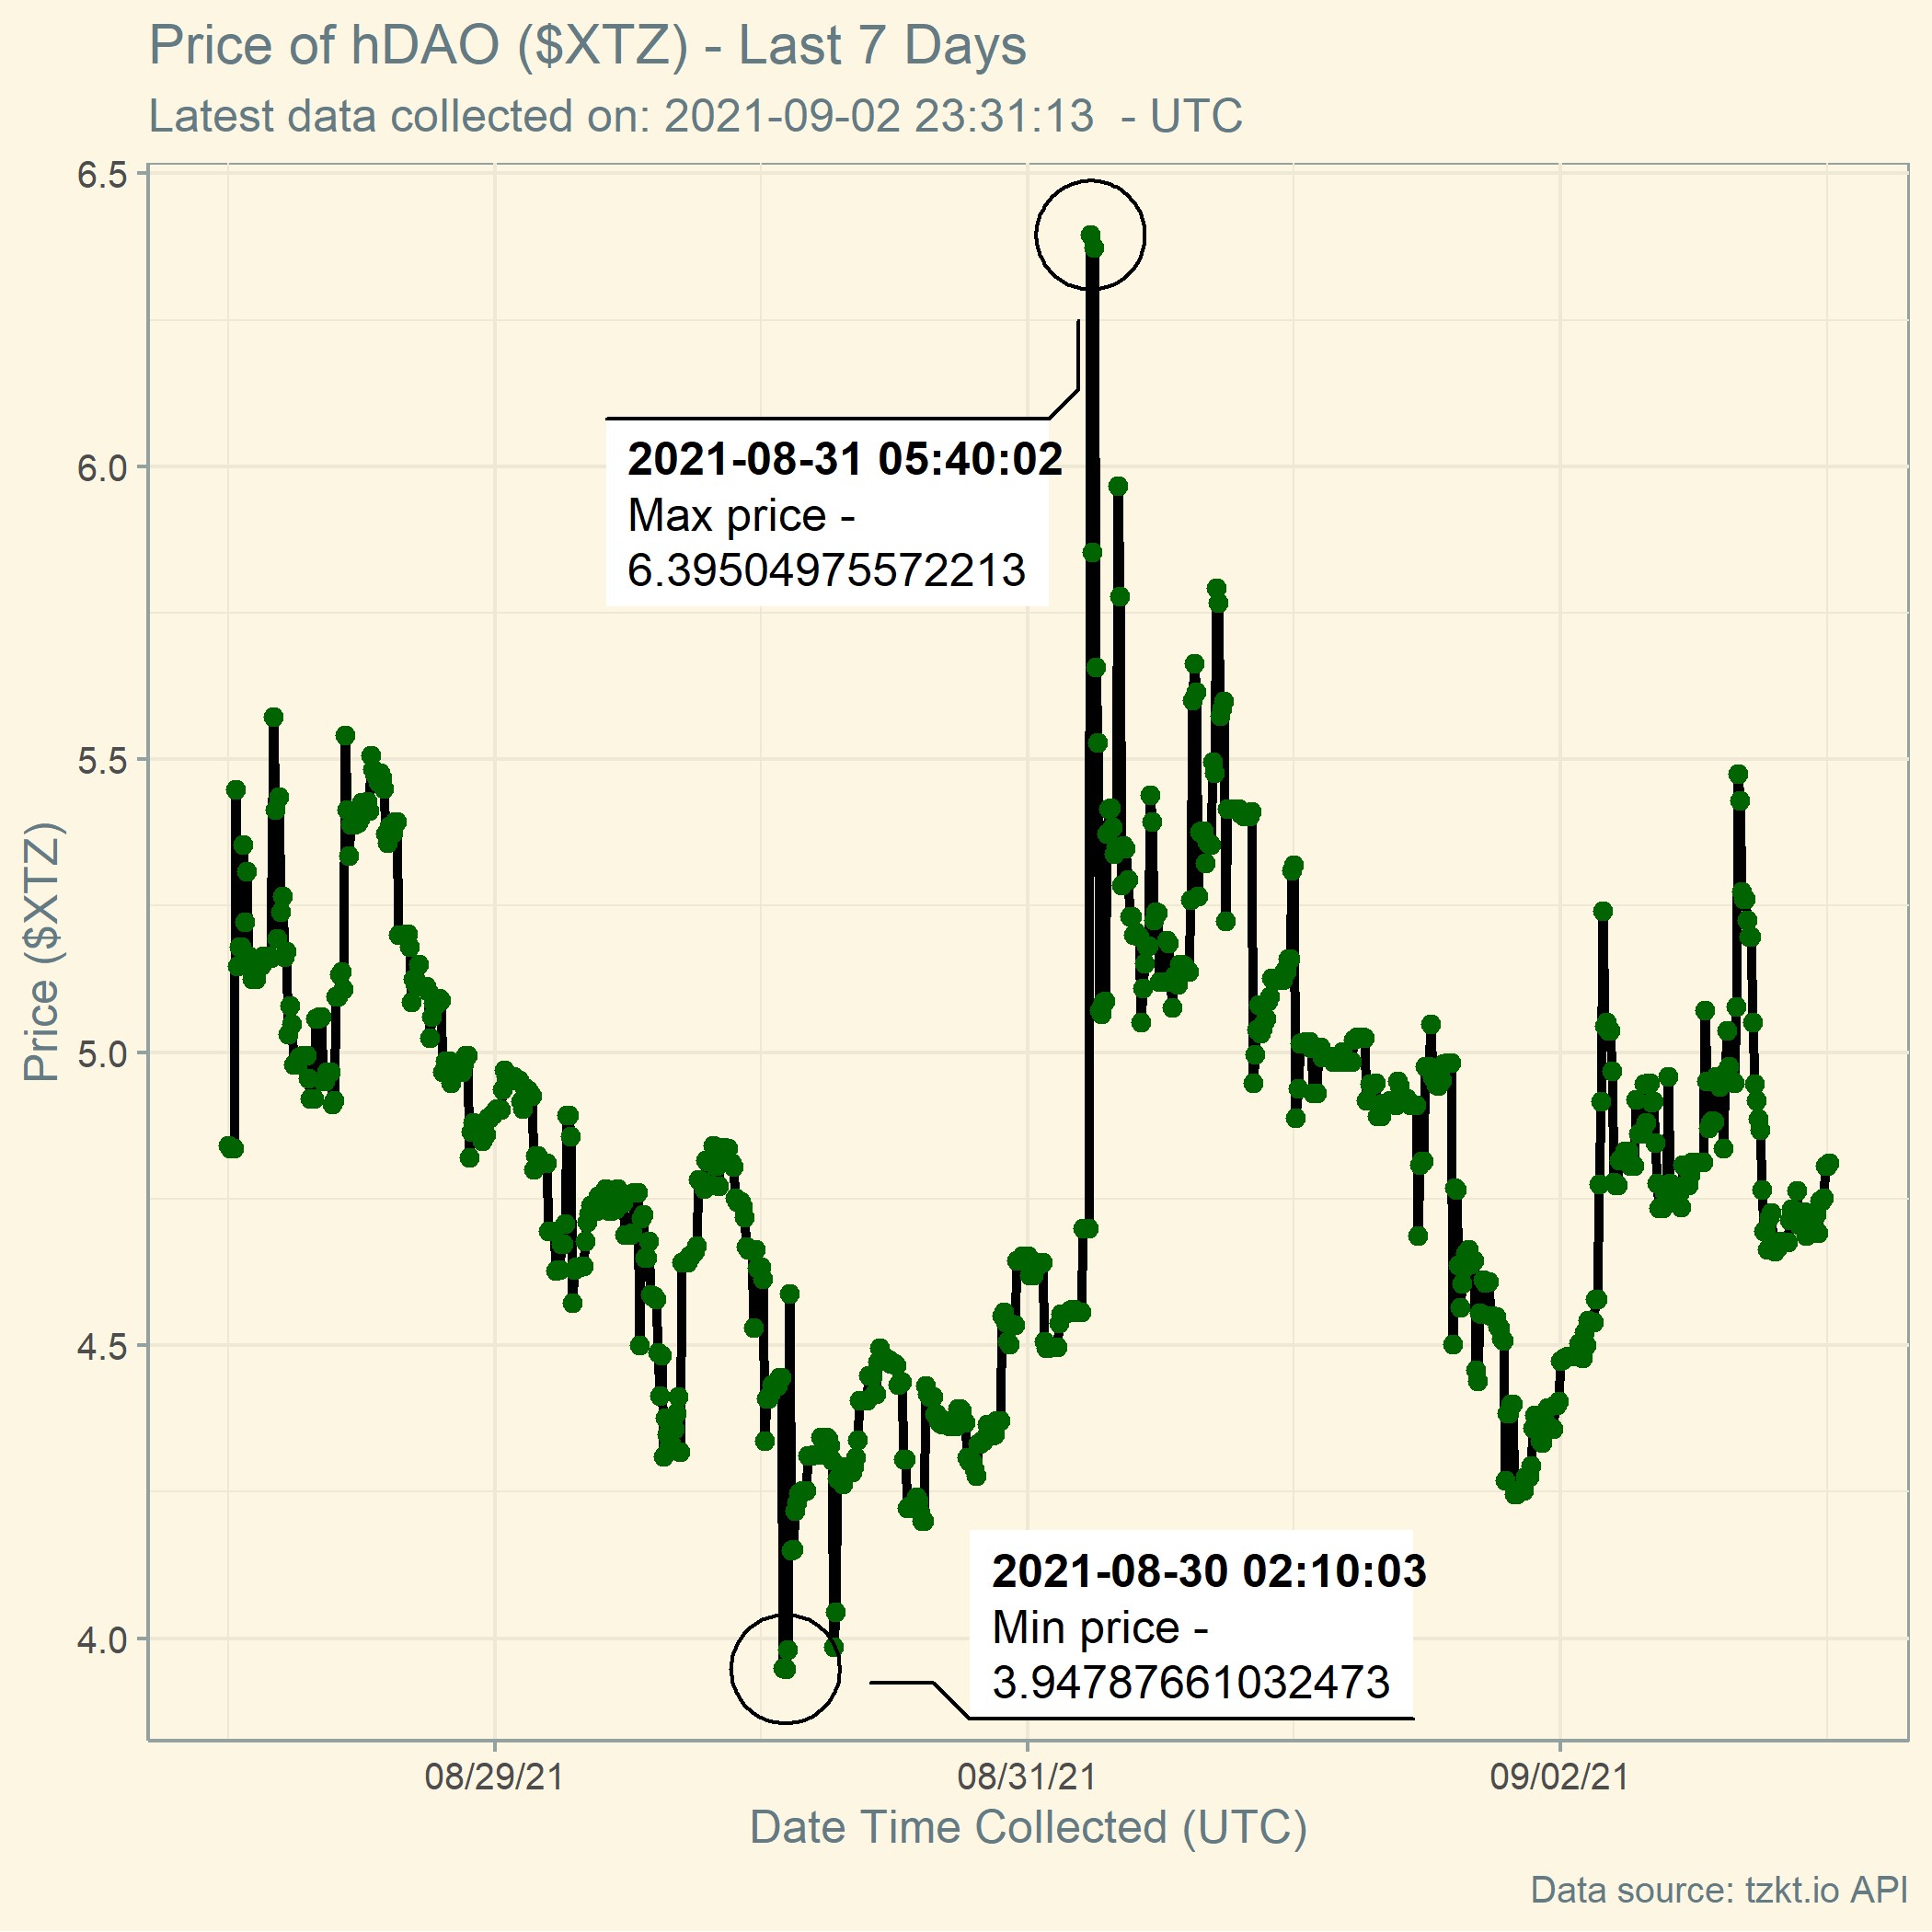 Price of hDAO ($XTZ) - Last 7 Days
Latest data collected on: 2021-09-02 23:31:13  - UTC
6.5
6.0
5.5
5.0
4.5
4.0
Price ($XTZ)
2021-08-31 05:40:02
Max price -
6.39504975572213
2021-08-30 02:10:03
Min price -
3.94787661032473
08/29/21
08/31/21
09/02/21
Date Time Collected (UTC)
Data source: tzkt.io API